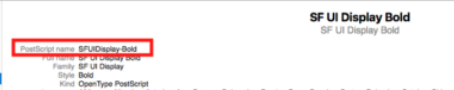 SF UI Display Bold
SF UI Display Bold
PostScript name SFUIDisplay-Bold
Full name SF UI Display Bold
Family SF UI Display
Style Bold
Kind OpenType PostScript